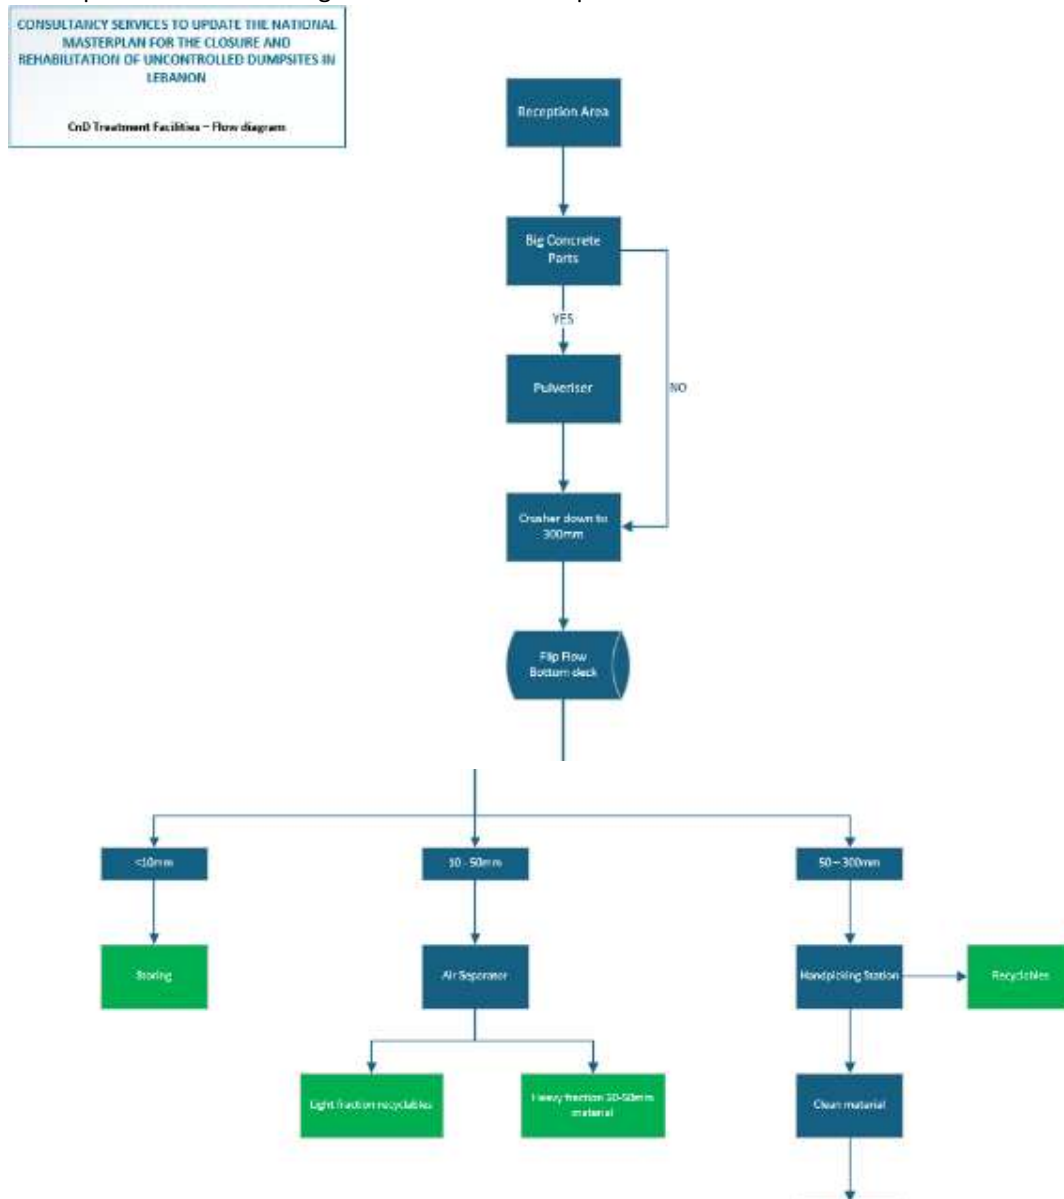 CONSULTANCY SERVICES TO UPDATE THE NATIONAL
MASTERPLAN FOR THE CLOSURE AND
REHABILITATION OF UNCONTROLLED DUMPSITES IN
LEBANON
CnD Treatment Facilities – Flow diagram
Reception Area
Big Concrete
Parts
YES
NO
Pulveriser
Crusher down to
300mm
Flip Flow
Bottom deck
<10mm
10 - 50mm
50 – 300mm
Storing
Air Separator
Handpicking Station
Recyclables
Light fraction recyclables
Heavy fraction 10-50mm
material
Clean material